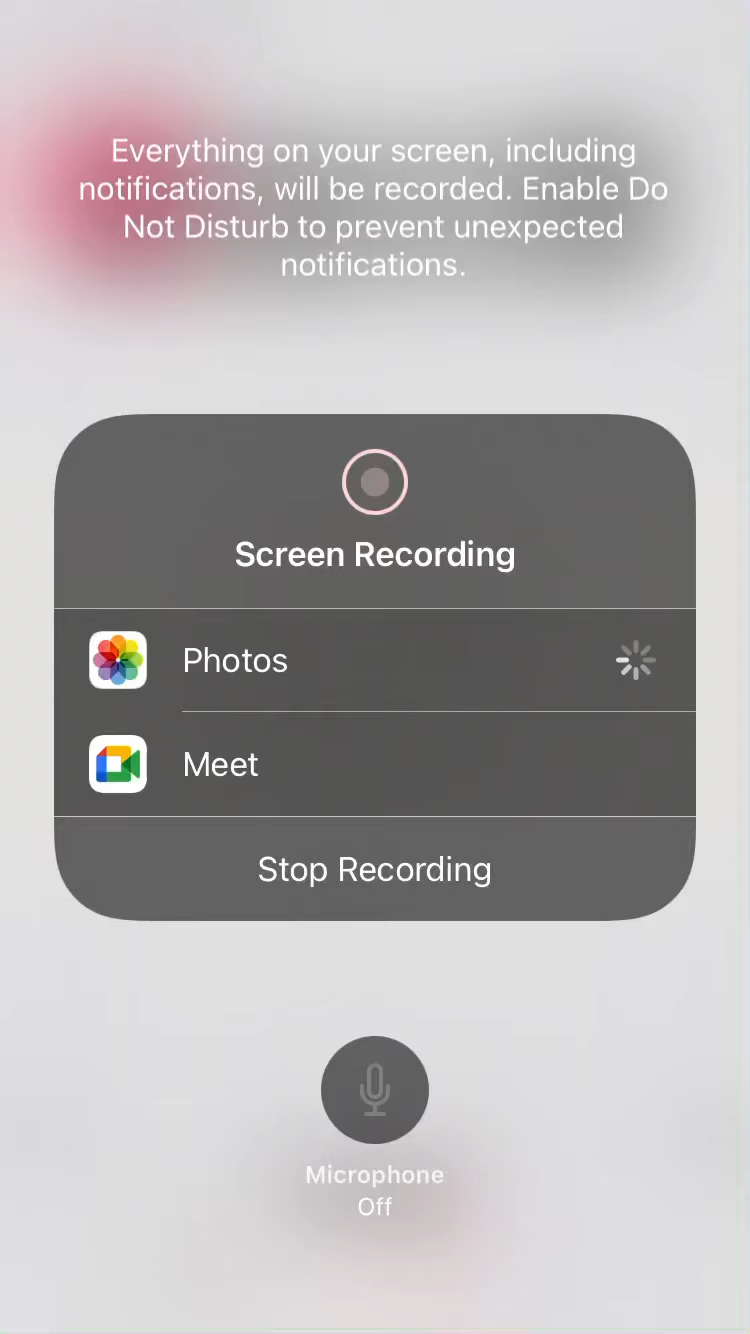 Everything on your screen, including
notifications, will be recorded. Enable Do
Not Disturb to prevent unexpected
notifications.
Screen Recording
Photos
Meet
Stop Recording
Microphone
Off